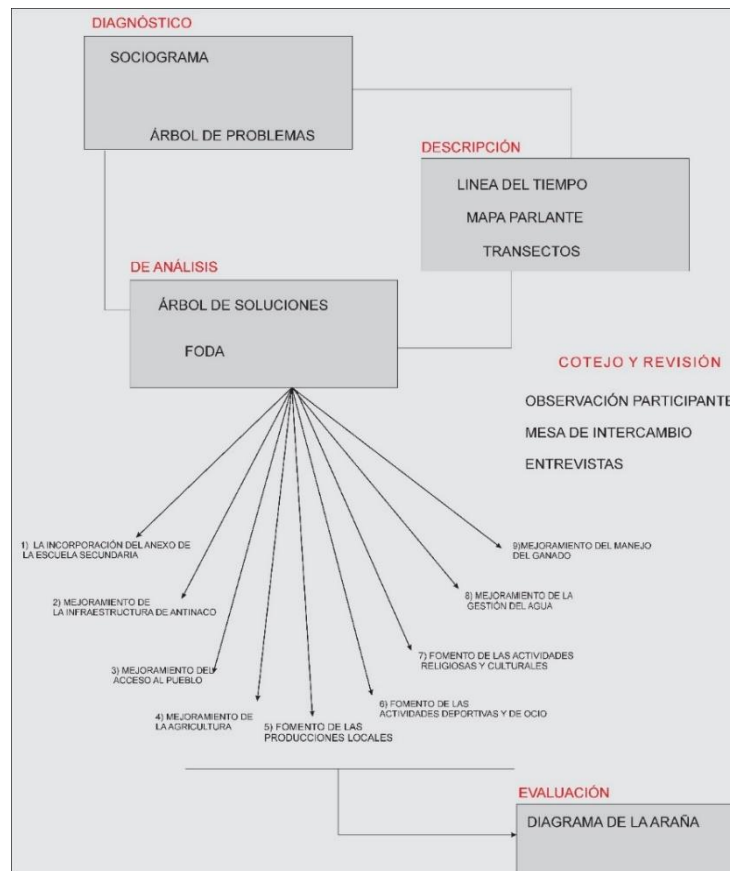 DIAGNÓSTICO
SOCIOGRAMA
ÁRBOL DE PROBLEMAS
DESCRIPCIÓN
LINEA DEL TIEMPO
MAPA PARLANTE
TRANSECTOS
DE ANÁLISIS
ÁRBOL DE SOLUCIONES
FODA
COTEJO Y REVISIÓN
OBSERVACIÓN PARTICIPANTE
MESA DE INTERCAMBIO
ENTREVISTAS
1) LA INCORPORACIÓN DEL ANEXO DE
LA ESCUELA SECUNDARIA
2) MEJORAMIENTO DE
LA INFRAESTRUCTURA DE ANTINACO
3) MEJORAMIENTO DEL
ACCESO AL PUEBLO
4) MEJORAMIENTO DE
LA AGRICULTURA
5) FOMENTO DE LAS
PRODUCCIONES LOCALES
6) FOMENTO DE LAS
ACTIVIDADES DEPORTIVAS Y DE OCIO
7) FOMENTO DE LAS ACTIVIDADES
RELIGIOSAS Y CULTURALES
8) MEJORAMIENTO DE LA
GESTIÓN DEL AGUA
9)MEJORAMIENTO DEL MANEJO
DEL GANADO
EVALUACIÓN
DIAGRAMA DE LA ARAÑA